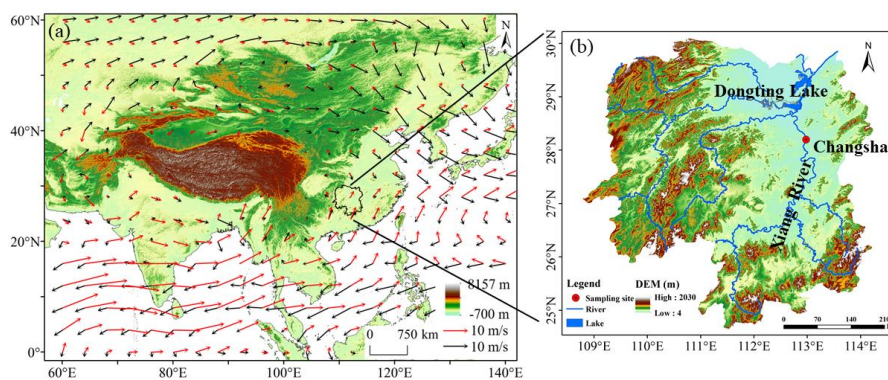 (a)
N
60°N
40°N
20°N
0°
60°E
80°E
100°E
120°E
140°E
8157 m
-700 m
0 750 km
10 m/s
10 m/s
(b)
N
30°N
29°N
28°N
27°N
26°N
25°N
Dongting Lake
Changsha
Xiang River
Legend
Sampling site
River
Lake
DEM (m)
High : 2030
Low : 4
0 70 140 210
109°E
110°E
111°E
112°E
113°E
114°E